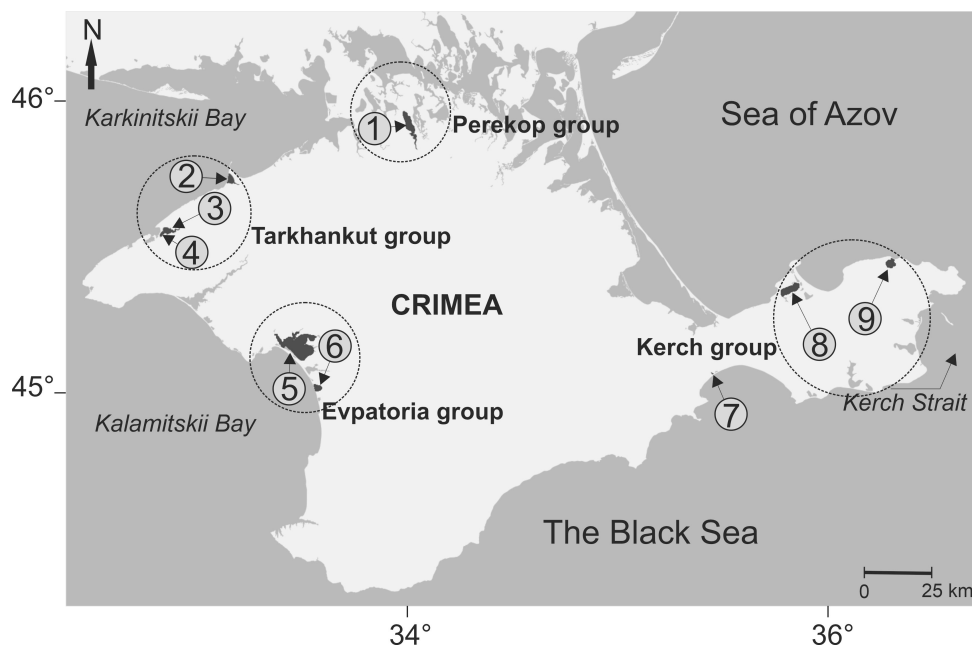 N
46°
Karkinitskii Bay
1
Perekop group
Sea of Azov
2
3
Tarkhankut group
4
CRIMEA
9
6
Kerch group
8
5
45°
Evpatoria group
Kerch Strait
7
Kalamitskii Bay
The Black Sea
0 25 km
34° 36°